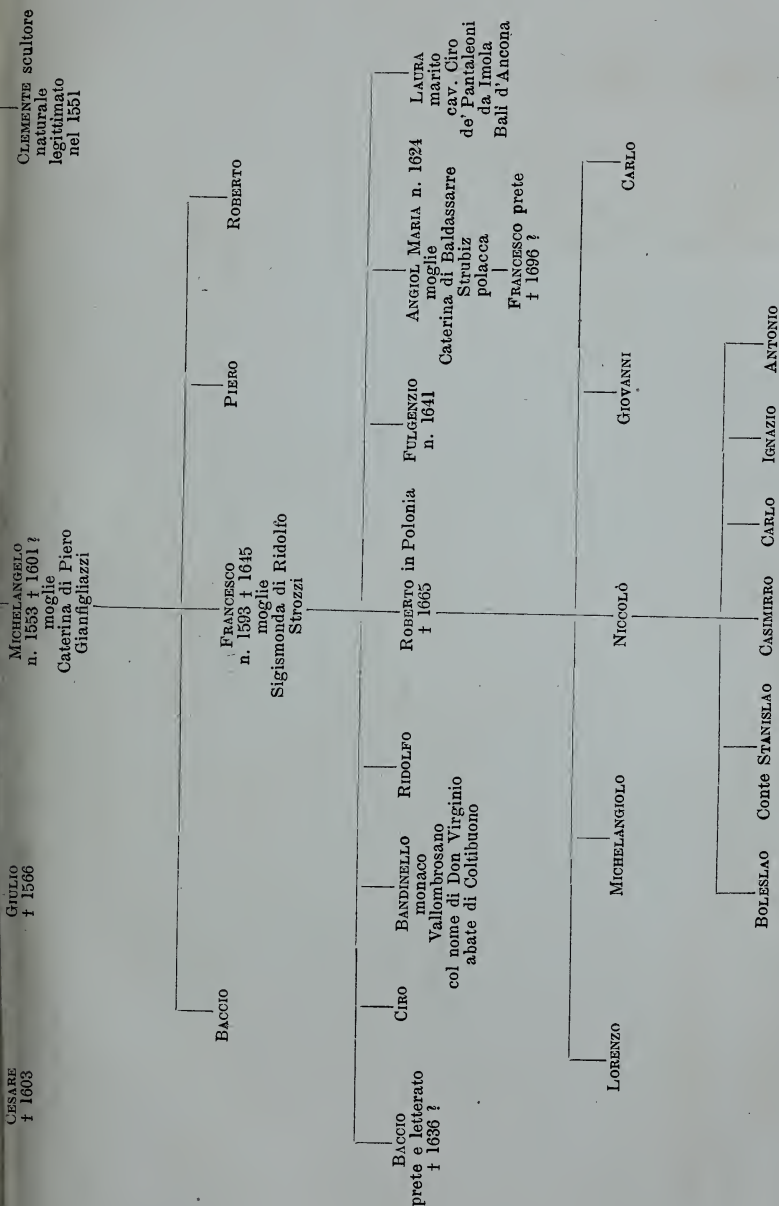 CESARE
† 1603
GIULIO
† 1566
MICHELANGELO
n. 1553 † 1601 ?
moglie
Caterina di Piero
Gianfigliazzi
CLEMENTE scultore
naturale
legittimato
nel 1551
BACCIO
FRANCESCO
n. 1593 † 1645
moglie
Sigismonda di Ridolfo
Strozzi
PIERO
ROBERTO
BACCIO
prete e letterato
† 1636 ?
CIRO
BANDINELLO
monaco
Vallombrosano
col nome di Don Virginio
abate di Coltibuono
RIDOLFO
ROBERTO in Polonia
† 1665
FULGENZIO
n. 1641
ANGIOL MARIA n. 1624
moglie
Caterina di Baldassarre
Strubiz
polacca
FRANCESCO prete
† 1696 ?
LAURA
marito
cav. Ciro
de' Pantaleoni
da Imola
Balì d'Ancona
LORENZO
MICHELANGIOLO
NICCOLÒ
GIOVANNI
CARLO
BOLESLAO
Conte STANISLAO
CASIMIRRO
CARLO
IGNAZIO
ANTONIO